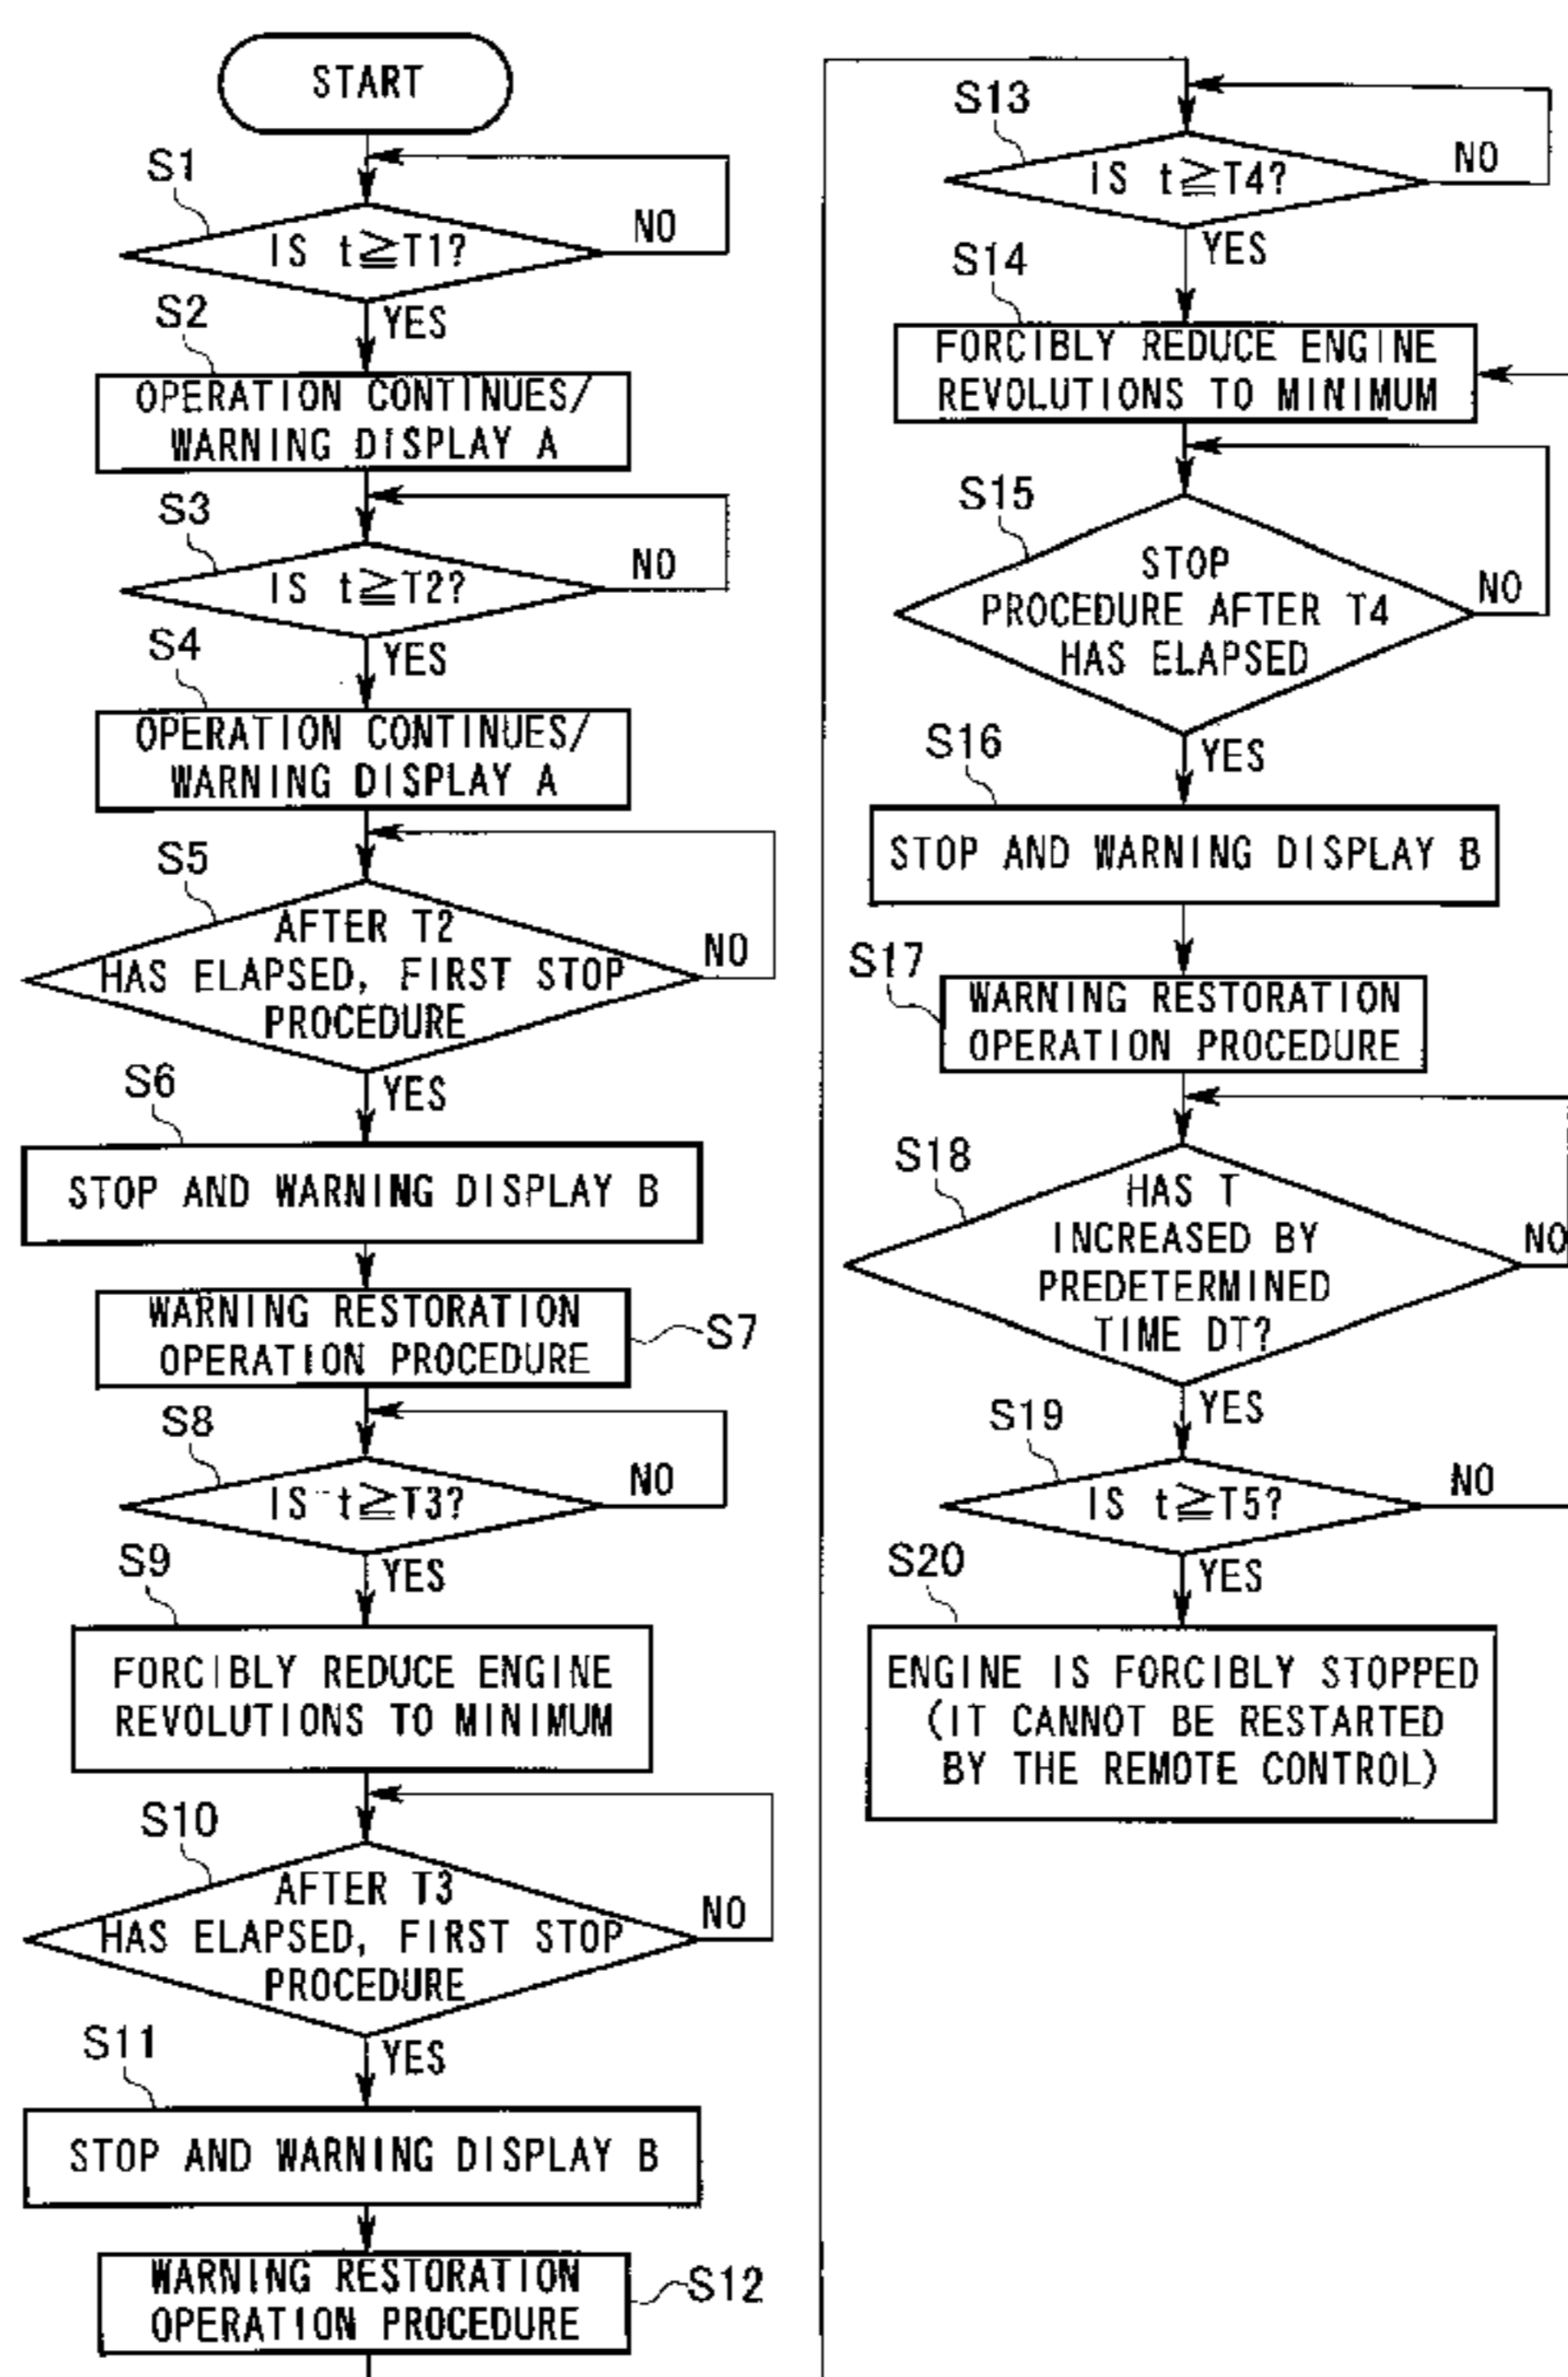 START
S1
IS t≧T1?
NO
YES
S2
OPERATION CONTINUES/
WARNING DISPLAY A
S3
IS t≧T2?
NO
YES
S4
OPERATION CONTINUES/
WARNING DISPLAY A
S5
AFTER T2
HAS ELAPSED, FIRST STOP
PROCEDURE
NO
YES
S6
STOP AND WARNING DISPLAY B
WARNING RESTORATION
OPERATION PROCEDURE
S7
S8
IS t≧T3?
NO
YES
S9
FORCIBLY REDUCE ENGINE
REVOLUTIONS TO MINIMUM
S10
AFTER T3
HAS ELAPSED, FIRST STOP
PROCEDURE
NO
YES
S11
STOP AND WARNING DISPLAY B
WARNING RESTORATION
OPERATION PROCEDURE
S12
S13
IS t≧T4?
NO
YES
S14
FORCIBLY REDUCE ENGINE
REVOLUTIONS TO MINIMUM
S15
STOP
PROCEDURE AFTER T4
HAS ELAPSED
NO
YES
S16
STOP AND WARNING DISPLAY B
S17
WARNING RESTORATION
OPERATION PROCEDURE
S18
HAS T
INCREASED BY
PREDETERMINED
TIME DT?
NO
YES
S19
IS t≧T5?
NO
YES
S20
ENGINE IS FORCIBLY STOPPED
(IT CANNOT BE RESTARTED
BY THE REMOTE CONTROL)